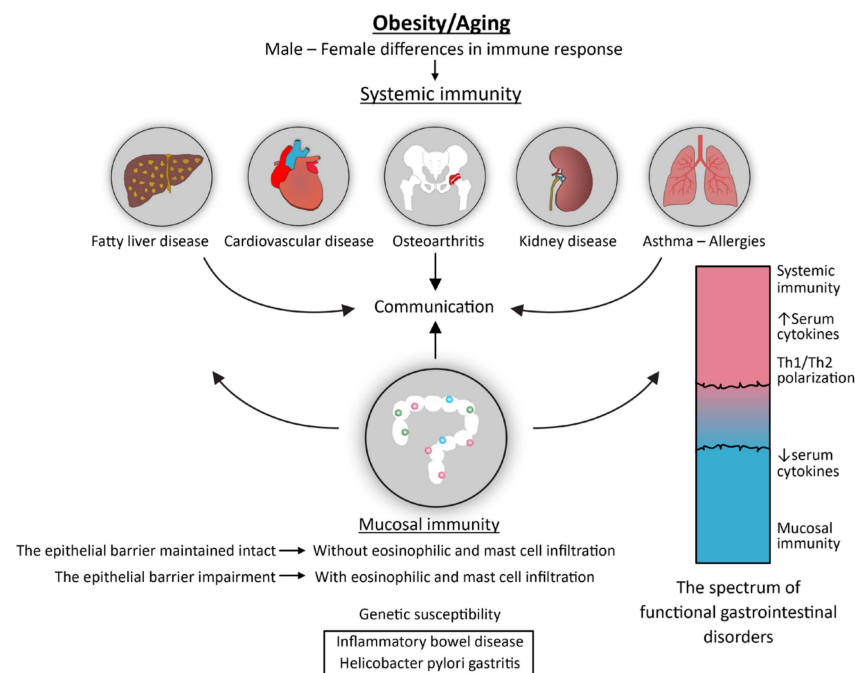 Obesity/Aging
Male – Female differences in immune response
Systemic immunity
Fatty liver disease
Cardiovascular disease
Osteoarthritis
Kidney disease
Asthma – Allergies
Communication
Systemic
immunity
↑Serum
cytokines
Th1/Th2
polarization
↓serum
cytokines
Mucosal
immunity
The spectrum of
functional gastrointestinal
disorders
Mucosal immunity
The epithelial barrier maintained intact → Without eosinophilic and mast cell infiltration
The epithelial barrier impairment → With eosinophilic and mast cell infiltration
Genetic susceptibility
Inflammatory bowel disease
Helicobacter pylori gastritis